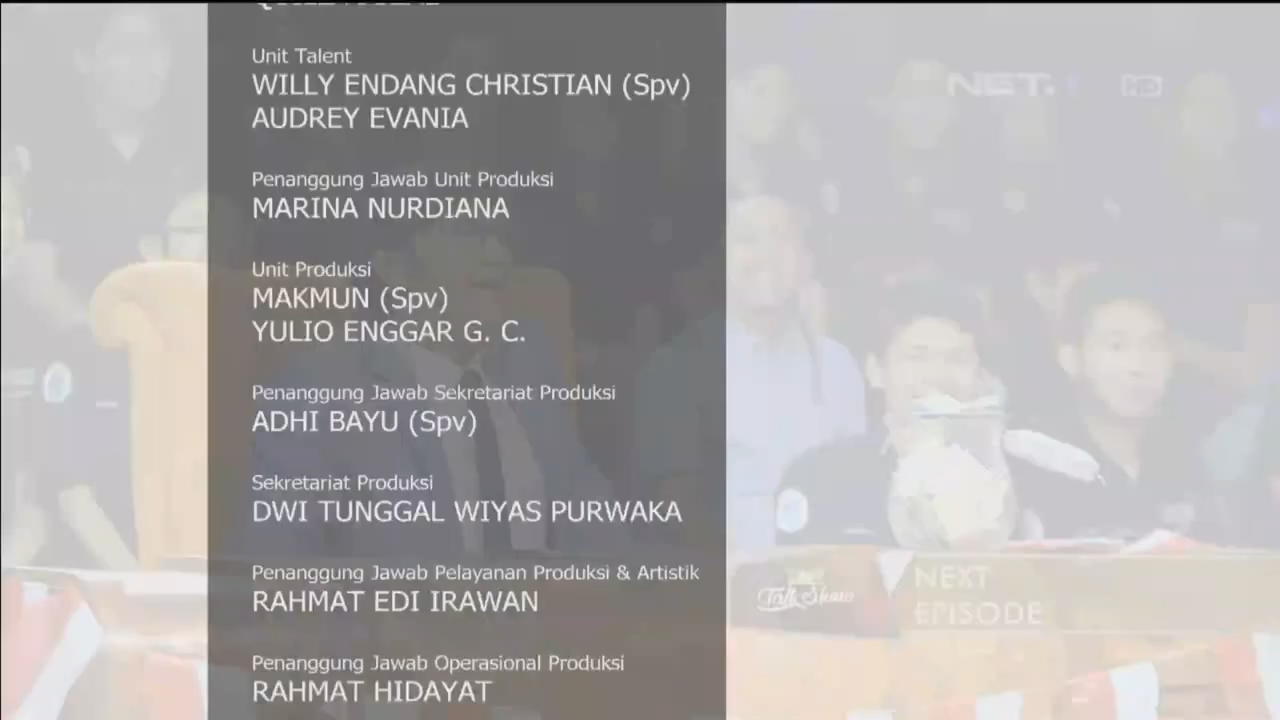 Unit Talent
WILLY ENDANG CHRISTIAN (Spv)
AUDREY EVANIA
Penanggung Jawab Unit Produksi
MARINA NURDIANA
Unit Produksi
MAKMUN (Spv)
YULIO ENGGAR G. C.
Penanggung Jawab Sekretariat Produksi
ADHI BAYU (Spv)
Sekretariat Produksi
DWI TUNGGAL WIYAS PURWAKA
Penanggung Jawab Pelayanan Produksi & Artistik
RAHMAT EDI IRAWAN
Penanggung Jawab Operasional Produksi
RAHMAT HIDAYAT
NET.
HD
Talk Show
NEXT
EPISODE